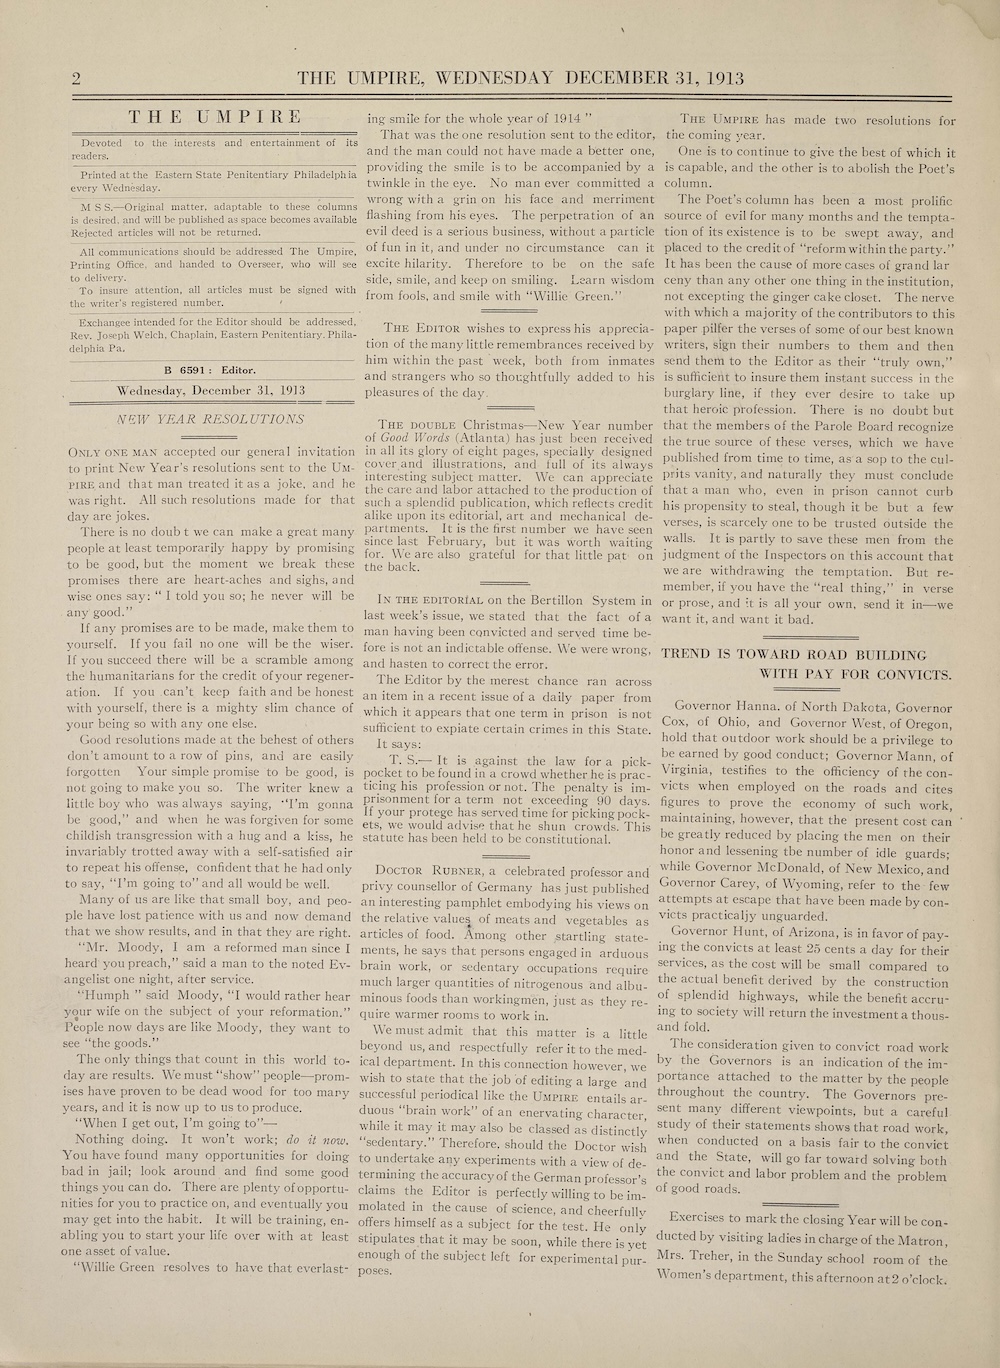 2
THE UMPIRE, WEDNESDAY DECEMBER 31, 1913
THE UMPIRE
Devoted to the interests and entertainment of its
readers.
Printed at the Eastern State Penitentiary Philadelphia
every Wednesday.
M S S.—Original matter, adaptable to these columns
is desired, and will be published as space becomes available
Rejected articles will not be returned.
All communications should be addressed The Umpire,
Printing Office, and handed to Overseer, who will see
to delivery.
To insure attention, all articles must be signed with
the writer's registered number.
Exchangee intended for the Editor should be addressed,
Rev. Joseph Welch, Chaplain, Eastern Penitentiary, Phila-
delphia Pa.
B 6591 : Editor.
Wednesday, December 31, 1913
NEW YEAR RESOLUTIONS
ONLY ONE MAN accepted our general invitation
to print New Year's resolutions sent to the UM-
PIRE and that man treated it as a joke, and he
was right. All such resolutions made for that
day are jokes.
There is no doubt we can make a great many
people at least temporarily happy by promising
to be good, but the moment we break these
promises there are heart-aches and sighs, and
wise ones say: " I told you so; he never will be
any good."
If any promises are to be made, make them to
yourself. If you fail no one will be the wiser.
If you succeed there will be a scramble among
the humanitarians for the credit of your regener-
ation. If you can't keep faith and be honest
with yourself, there is a mighty slim chance of
your being so with any one else.
Good resolutions made at the behest of others
don't amount to a row of pins, and are easily
forgotten Your simple promise to be good, is
not going to make you so. The writer knew a
little boy who was always saying, "I'm gonna
be good," and when he was forgiven for some
childish transgression with a hug and a kiss, he
invariably trotted away with a self-satisfied air
to repeat his offense, confident that he had only
to say, "I'm going to" and all would be well.
Many of us are like that small boy, and peo-
ple have lost patience with us and now demand
that we show results, and in that they are right.
"Mr. Moody, I am a reformed man since I
heard you preach," said a man to the noted Ev-
angelist one night, after service.
"Humph " said Moody, "I would rather hear
your wife on the subject of your reformation."
People now days are like Moody, they want to
see "the goods."
The only things that count in this world to-
day are results. We must "show" people—prom-
ises have proven to be dead wood for too many
years, and it is now up to us to produce.
"When I get out, I'm going to"—
Nothing doing. It won't work; do it now.
You have found many opportunities for doing
bad in jail; look around and find some good
things you can do. There are plenty of opportu-
nities for you to practice on, and eventually you
may get into the habit. It will be training, en-
abling you to start your life over with at least
one asset of value.
"Willie Green resolves to have that everlast-
ing smile for the whole year of 1914 "
That was the one resolution sent to the editor,
and the man could not have made a better one,
providing the smile is to be accompanied by a
twinkle in the eye. No man ever committed a
wrong with a grin on his face and merriment
flashing from his eyes. The perpetration of an
evil deed is a serious business, without a particle
of fun in it, and under no circumstance can it
excite hilarity. Therefore to be on the safe
side, smile, and keep on smiling. Learn wisdom
from fools, and smile with "Willie Green."
THE EDITOR wishes to express his apprecia-
tion of the many little remembrances received by
him within the past week, both from inmates
and strangers who so thoughtfully added to his
pleasures of the day.
THE DOUBLE Christmas—New Year number
of Good Words (Atlanta) has just been received
in all its glory of eight pages, specially designed
cover and illustrations, and full of its always
interesting subject matter. We can appreciate
the care and labor attached to the production of
such a splendid publication, which reflects credit
alike upon its editorial, art and mechanical de-
partments. It is the first number we have seen
since last February, but it was worth waiting
for. We are also grateful for that little pat on
the back.
IN THE EDITORIAL on the Bertillon System in
last week's issue, we stated that the fact of a
man having been convicted and served time be-
fore is not an indictable offense. We were wrong,
and hasten to correct the error.
The Editor by the merest chance ran across
an item in a recent issue of a daily paper from
which it appears that one term in prison is not
sufficient to expiate certain crimes in this State.
It says:
T. S.— It is against the law for a pick-
pocket to be found in a crowd whether he is prac-
ticing his profession or not. The penalty is im-
prisonment for a term not exceeding 90 days.
If your protege has served time for picking pock-
ets, we would advise that he shun crowds. This
statute has been held to be constitutional.
DOCTOR RUBNER, a celebrated professor and
privy counsellor of Germany has just published
an interesting pamphlet embodying his views on
the relative values of meats and vegetables as
articles of food. Among other startling state-
ments, he says that persons engaged in arduous
brain work, or sedentary occupations require
much larger quantities of nitrogenous and albu-
minous foods than workingmen, just as they re-
quire warmer rooms to work in.
We must admit that this matter is a little
beyond us, and respectfully refer it to the med-
ical department. In this connection however, we
wish to state that the job of editing a large and
successful periodical like the UMPIRE entails ar-
duous "brain work" of an enervating character,
while it may it may also be classed as distinctly
"sedentary." Therefore, should the Doctor wish
to undertake any experiments with a view of de-
termining the accuracy of the German professor's
claims the Editor is perfectly willing to be im-
molated in the cause of science, and cheerfully
offers himself as a subject for the test. He only
stipulates that it may be soon, while there is yet
enough of the subject left for experimental pur-
poses.
THE UMPIRE has made two resolutions for
the coming year.
One is to continue to give the best of which it
is capable, and the other is to abolish the Poet's
column.
The Poet's column has been a most prolific
source of evil for many months and the tempta-
tion of its existence is to be swept away, and
placed to the credit of "reform within the party."
It has been the cause of more cases of grand lar
ceny than any other one thing in the institution,
not excepting the ginger cake closet. The nerve
with which a majority of the contributors to this
paper pilfer the verses of some of our best known
writers, sign their numbers to them and then
send them to the Editor as their "truly own,"
is sufficient to insure them instant success in the
burglary line, if they ever desire to take up
that heroic profession. There is no doubt but
that the members of the Parole Board recognize
the true source of these verses, which we have
published from time to time, as a sop to the cul-
prits vanity, and naturally they must conclude
that a man who, even in prison cannot curb
his propensity to steal, though it be but a few
verses, is scarcely one to be trusted outside the
walls. It is partly to save these men from the
judgment of the Inspectors on this account that
we are withdrawing the temptation. But re-
member, if you have the "real thing," in verse
or prose, and it is all your own, send it in—we
want it, and want it bad.
TREND IS TOWARD ROAD BUILDING
WITH PAY FOR CONVICTS.
Governor Hanna. of North Dakota, Governor
Cox, of Ohio, and Governor West, of Oregon,
hold that outdoor work should be a privilege to
be earned by good conduct; Governor Mann, of
Virginia, testifies to the officiency of the con-
victs when employed on the roads and cites
figures to prove the economy of such work,
maintaining, however, that the present cost can
be greatly reduced by placing the men on their
honor and lessening tbe number of idle guards;
while Governor McDonald, of New Mexico, and
Governor Carey, of Wyoming, refer to the few
attempts at escape that have been made by con-
victs practicaljy unguarded.
Governor Hunt, of Arizona, is in favor of pay-
ing the convicts at least 25 cents a day for their
services, as the cost will be small compared to
the actual benefit derived by the construction
of splendid highways, while the benefit accru-
ing to society will return the investment a thous-
and fold.
The consideration given to convict road work
by the Governors is an indication of the im-
portance attached to the matter by the people
throughout the country. The Governors pre-
sent many different viewpoints, but a careful
study of their statements shows that road work,
when conducted on a basis fair to the convict
and the State, will go far toward solving both
the convict and labor problem and the problem
of good roads.
Exercises to mark the closing Year will be con-
ducted by visiting ladies in charge of the Matron,
Mrs. Treher, in the Sunday school room of the
Women's department, this afternoon at 2 o'clock.